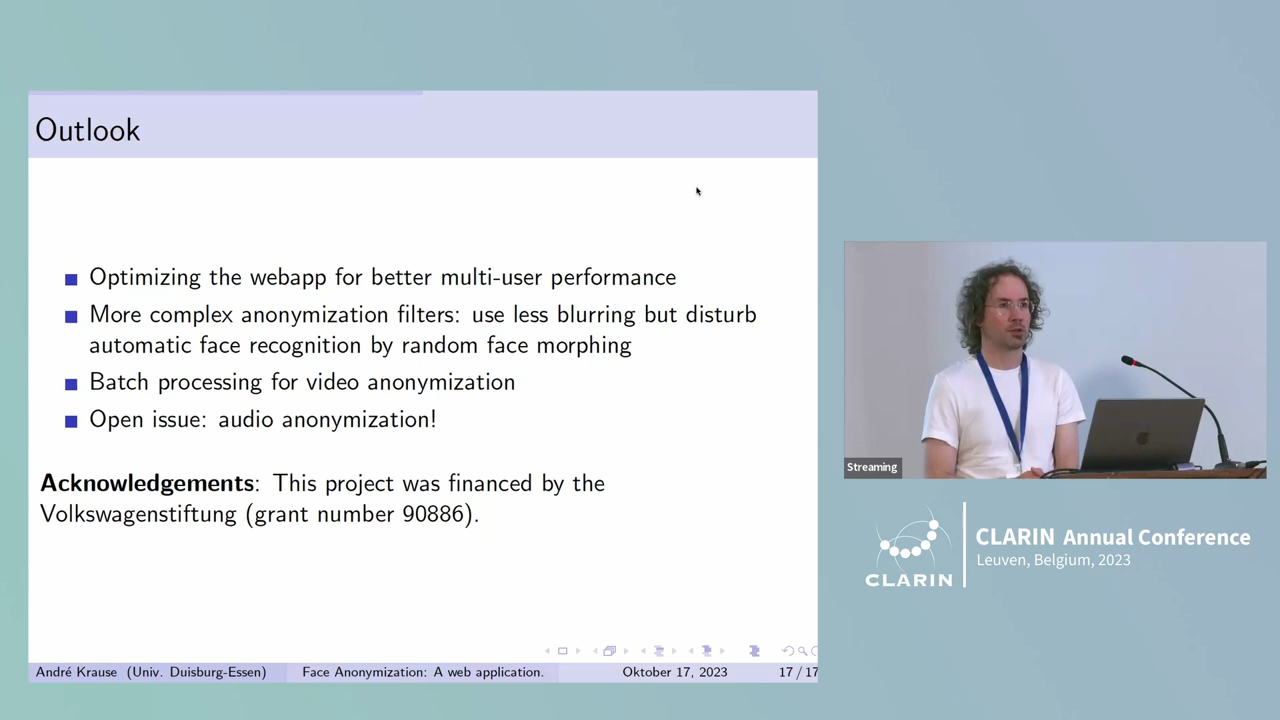 Outlook
Optimizing the webapp for better multi-user performance
More complex anonymization filters: use less blurring but disturb
automatic face recognition by random face morphing
Batch processing for video anonymization
Open issue: audio anonymization!
Acknowledgements: This project was financed by the
Volkswagenstiftung (grant number 90886).
André Krause (Univ. Duisburg-Essen) Face Anonymization: A web application. Oktober 17, 2023 17 / 17
Streaming
CLARIN
CLARIN Annual Conference
Leuven, Belgium, 2023